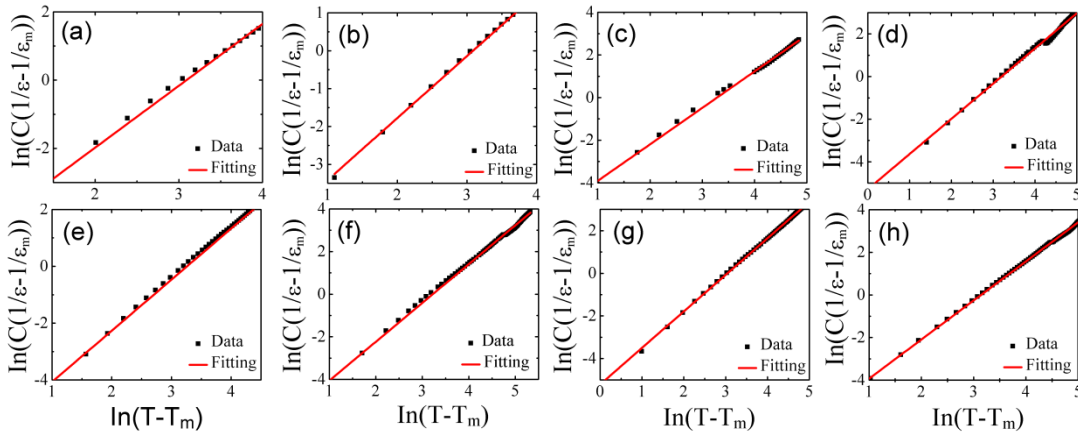 (a)
ln(C(1/ε-1/εm))
2
0
-2
2
3
4
Data
Fitting
(b)
ln(C(1/ε-1/εm))
1
0
-1
-2
-3
1
2
3
4
Data
Fitting
(c)
ln(C(1/ε-1/εm))
4
2
0
-2
-4
1
2
3
4
5
Data
Fitting
(d)
ln(C(1/ε-1/εm))
2
0
-2
-4
0
1
2
3
4
5
Data
Fitting
(e)
ln(C(1/ε-1/εm))
2
0
-2
-4
1
2
3
4
Data
Fitting
ln(T-Tm)
(f)
ln(C(1/ε-1/εm))
4
2
0
-2
-4
1
2
3
4
5
Data
Fitting
ln(T-Tm)
(g)
ln(C(1/ε-1/εm))
2
0
-2
-4
1
2
3
4
5
Data
Fitting
ln(T-Tm)
(h)
ln(C(1/ε-1/εm))
4
2
0
-2
-4
1
2
3
4
5
Data
Fitting
ln(T-Tm)